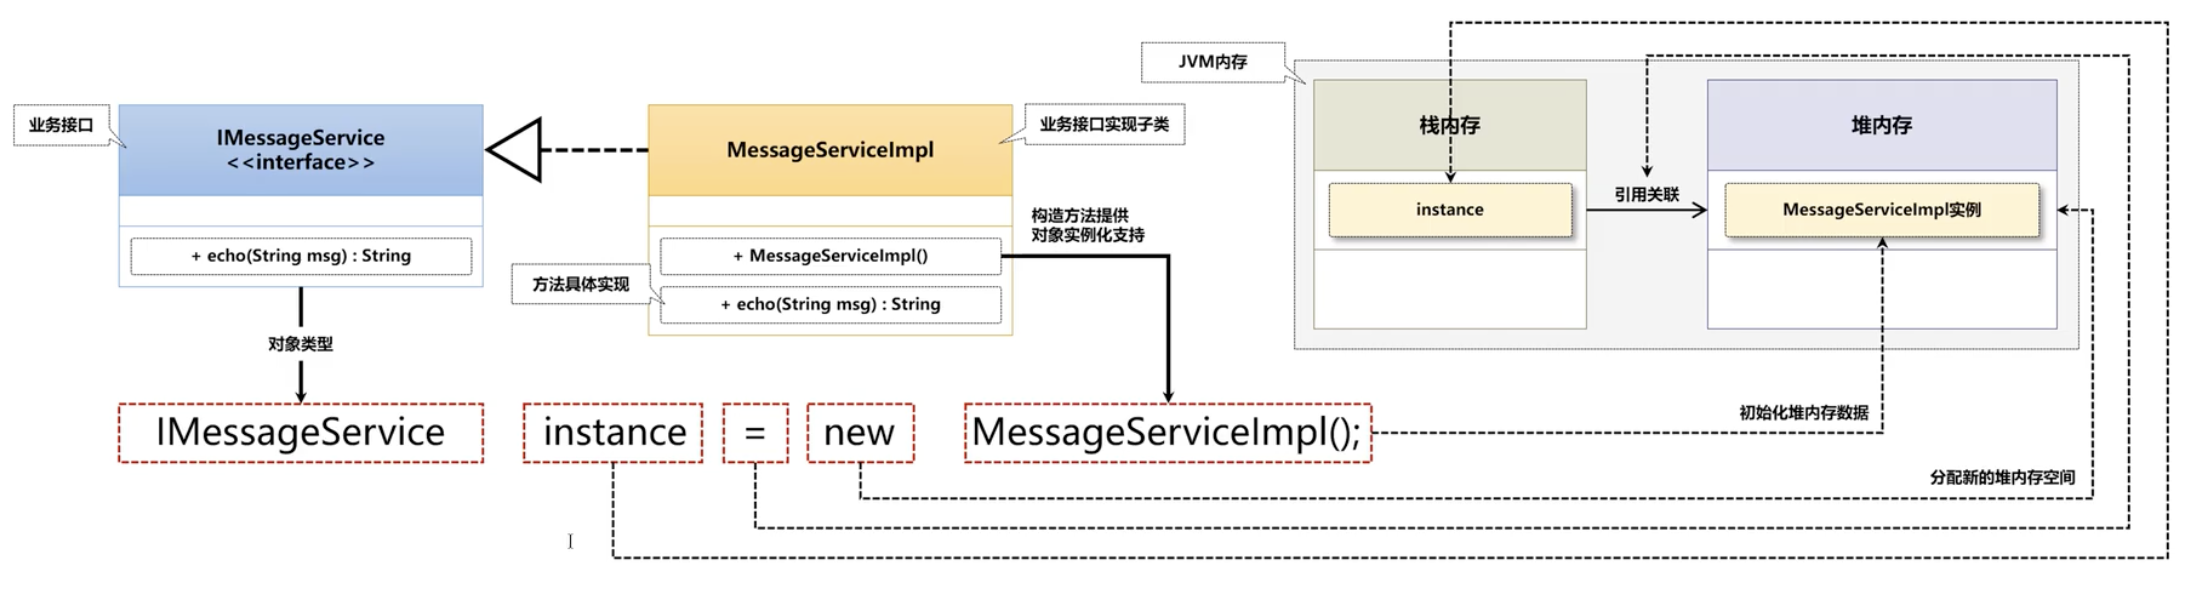 JVM内存
业务接口
IMessageService
<<interface>>
MessageServiceImpl
业务接口实现子类
栈内存
堆内存
引用关联
instance
MessageServiceImpl实例
构造方法提供
对象实例化支持
+ echo(String msg) : String
+ MessageServiceImpl()
方法具体实现
+ echo(String msg) : String
对象类型
IMessageService
instance
=
new
MessageServiceImpl();
初始化堆内存数据
分配新的堆内存空间